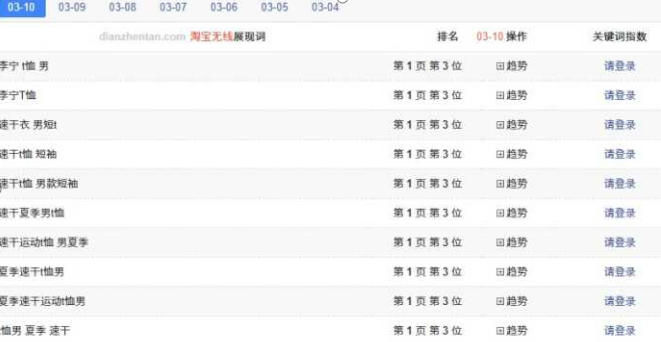 03-10 03-09 03-08 03-07 03-06 03-05 03-04
dianzhentan.com 淘宝无线展现词 排名 03-10 操作 关键词指数
李宁 t恤 男 第 1 页 第 3 位 趋势 请登录
李宁T恤 第 1 页 第 3 位 趋势 请登录
速干衣 男短t 第 1 页 第 3 位 趋势 请登录
速干t恤 短袖 第 1 页 第 3 位 趋势 请登录
速干t恤 男款短袖 第 1 页 第 3 位 趋势 请登录
速干夏季男t恤 第 1 页 第 3 位 趋势 请登录
速干运动t恤 男夏季 第 1 页 第 3 位 趋势 请登录
夏季速干t恤男 第 1 页 第 3 位 趋势 请登录
夏季速干运动t恤男 第 1 页 第 3 位 趋势 请登录
t恤男 夏季 速干 第 1 页 第 3 位 趋势 请登录